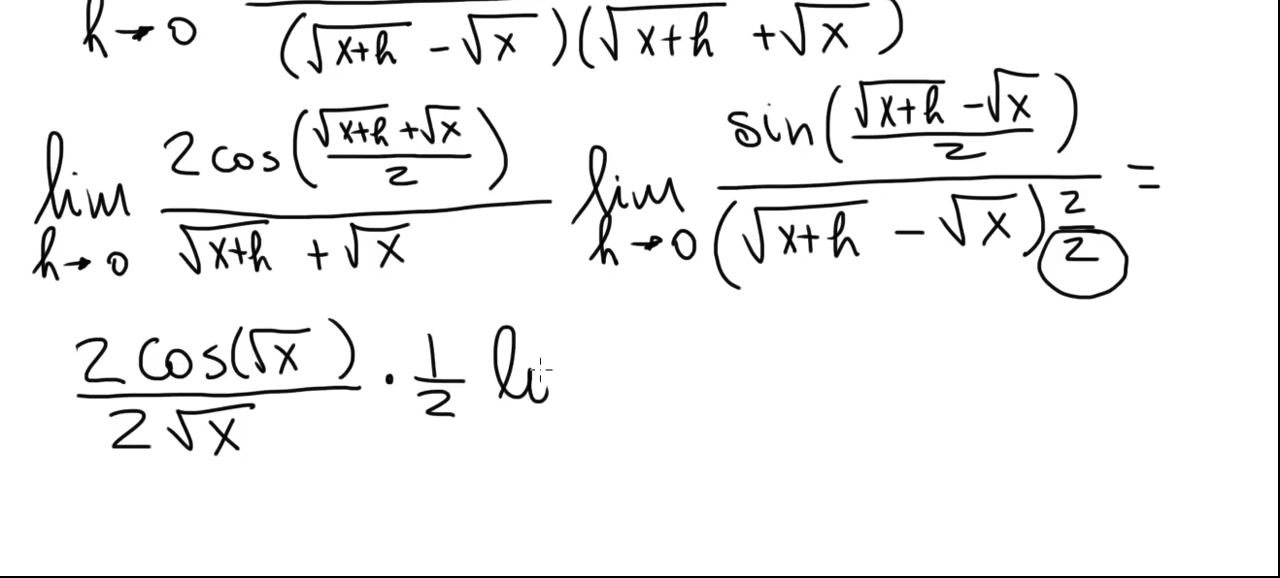 h→0 (√x+h - √x)(√x+h + √x)
lim h→0 2cos((√x+h + √x)/2) / (√x+h + √x) lim h→0 sin((√x+h - √x)/2) / ((√x+h - √x) 2/2) =
2cos(√x) / 2√x · 1/2 li